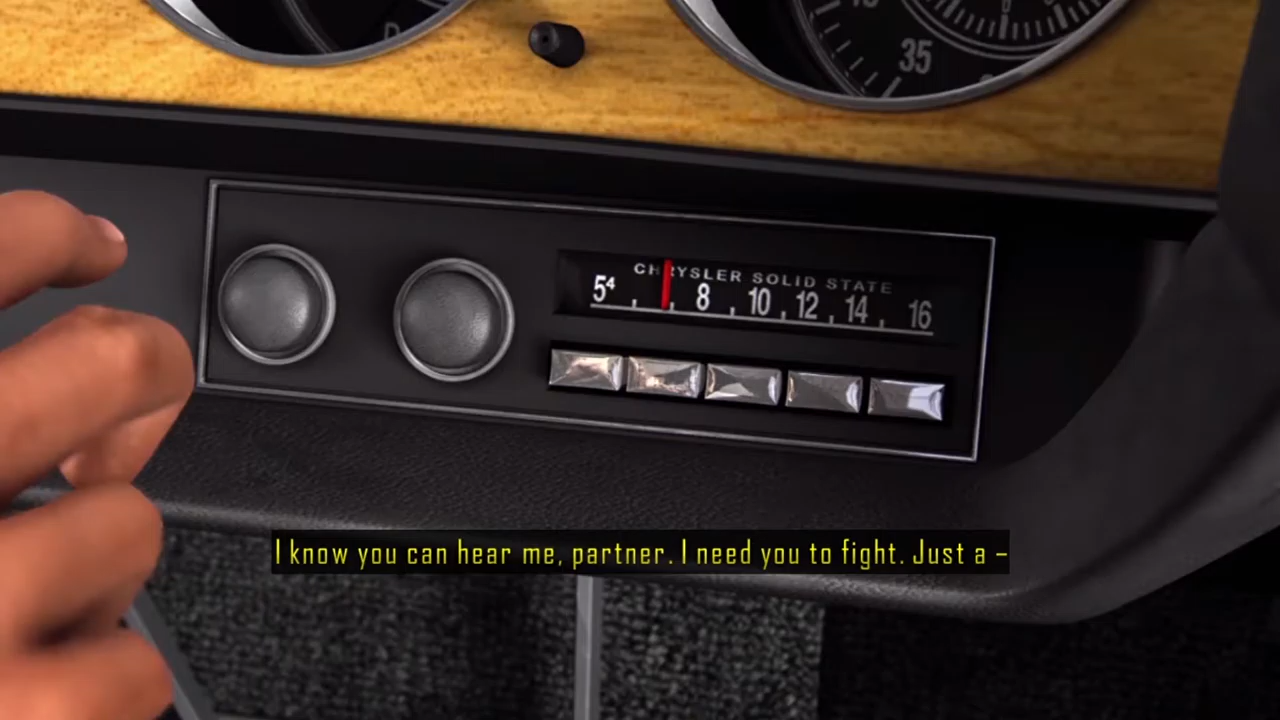 35
CHRYSLER SOLID STATE
5⁴ . . 8 . 10 . 12 . 14 . 16
I know you can hear me, partner. I need you to fight. Just a –